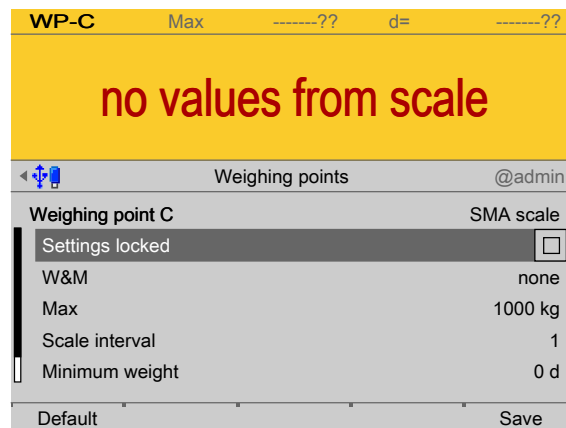 WP-C Max -------?? d= -------??
no values from scale
Weighing points @admin
Weighing point C SMA scale
Settings locked
W&M none
Max 1000 kg
Scale interval 1
Minimum weight 0 d
Default Save